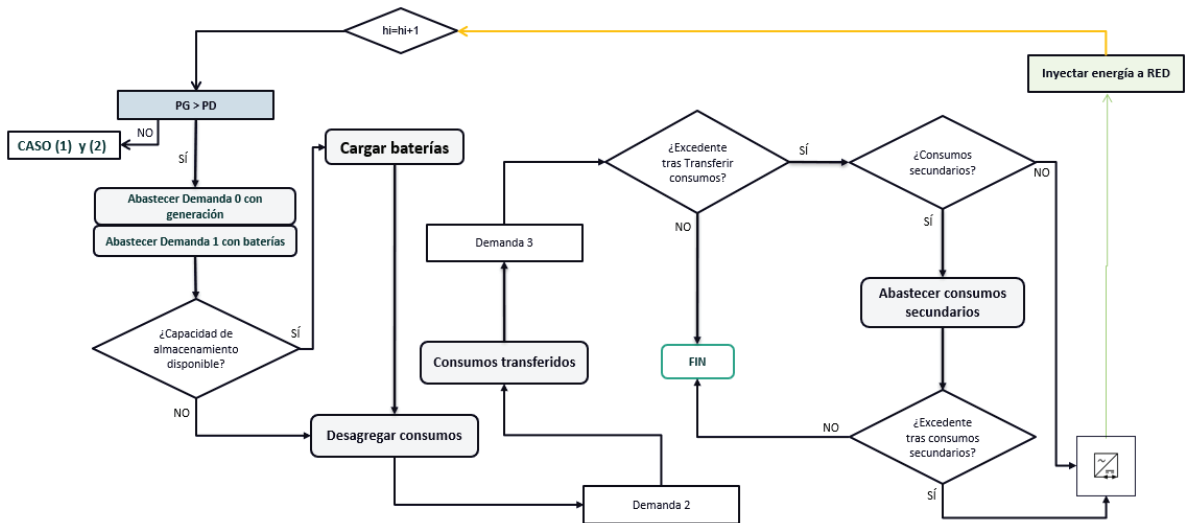 hi=hi+1
Inyectar energía a RED
PG > PD
NO
CASO (1) y (2)
SÍ
Abastecer Demanda 0 con
generación
Abastecer Demanda 1 con baterías
¿Capacidad de
almacenamiento
disponible?
SÍ
NO
Cargar baterías
Desagregar consumos
Demanda 2
Consumos transferidos
Demanda 3
¿Excedente
tras Transferir
consumos?
SÍ
NO
FIN
¿Consumos
secundarios?
NO
SÍ
Abastecer consumos
secundarios
¿Excedente
tras consumos
secundarios?
NO
SÍ